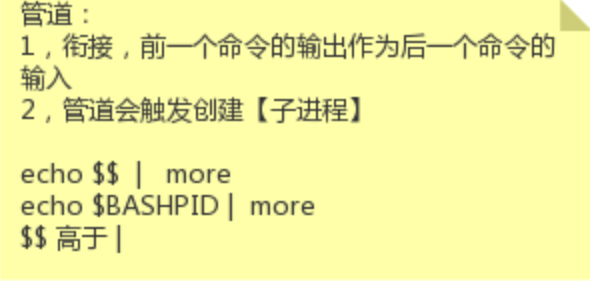 管道：
1，衔接，前一个命令的输出作为后一个命令的
输入
2，管道会触发创建【子进程】
echo $$ |  more
echo $BASHPID | more
$$ 高于 |